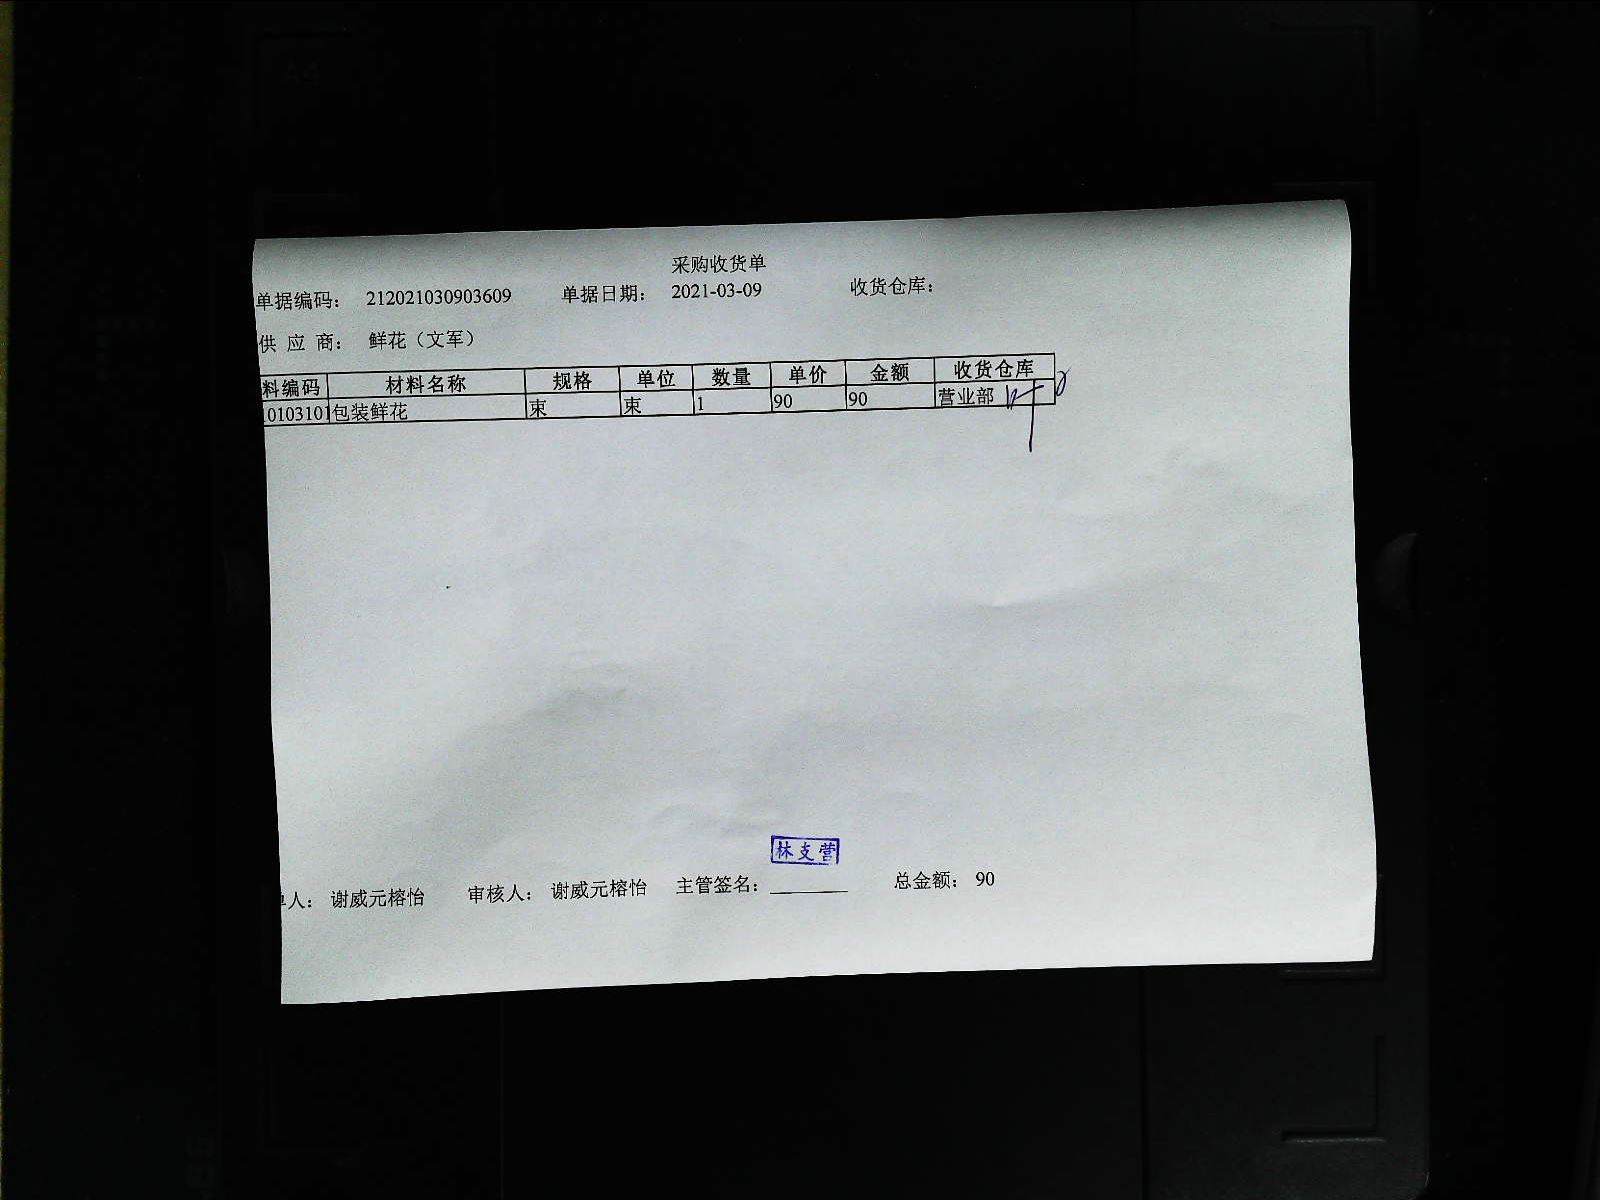 采购收货单
单据编码： 212021030903609 单据日期： 2021-03-09 收货仓库：
供 应 商： 鲜花（文军）
料编码 材料名称 规格 单位 数量 单价 金额 收货仓库
0103101 包装鲜花 束 束 1 90 90 营业部
林支营
人： 谢威元榕怡 审核人： 谢威元榕怡 主管签名： 总金额： 90